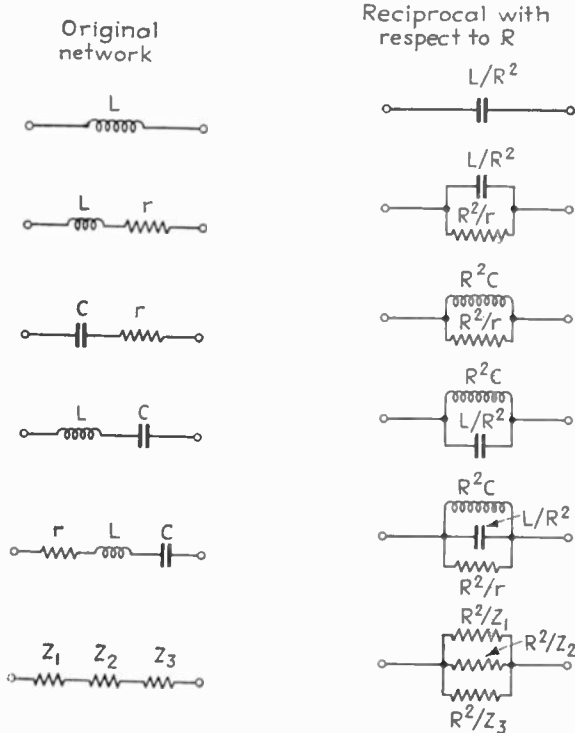 Original
network
Reciprocal with
respect to R
L
L/R²
L r
L/R²
R²/r
C r
R²C
R²/r
L C
R²C
L/R²
r L C
R²C
L/R²
R²/r
Z₁ Z₂ Z₃
R²/Z₁
R²/Z₂
R²/Z₃